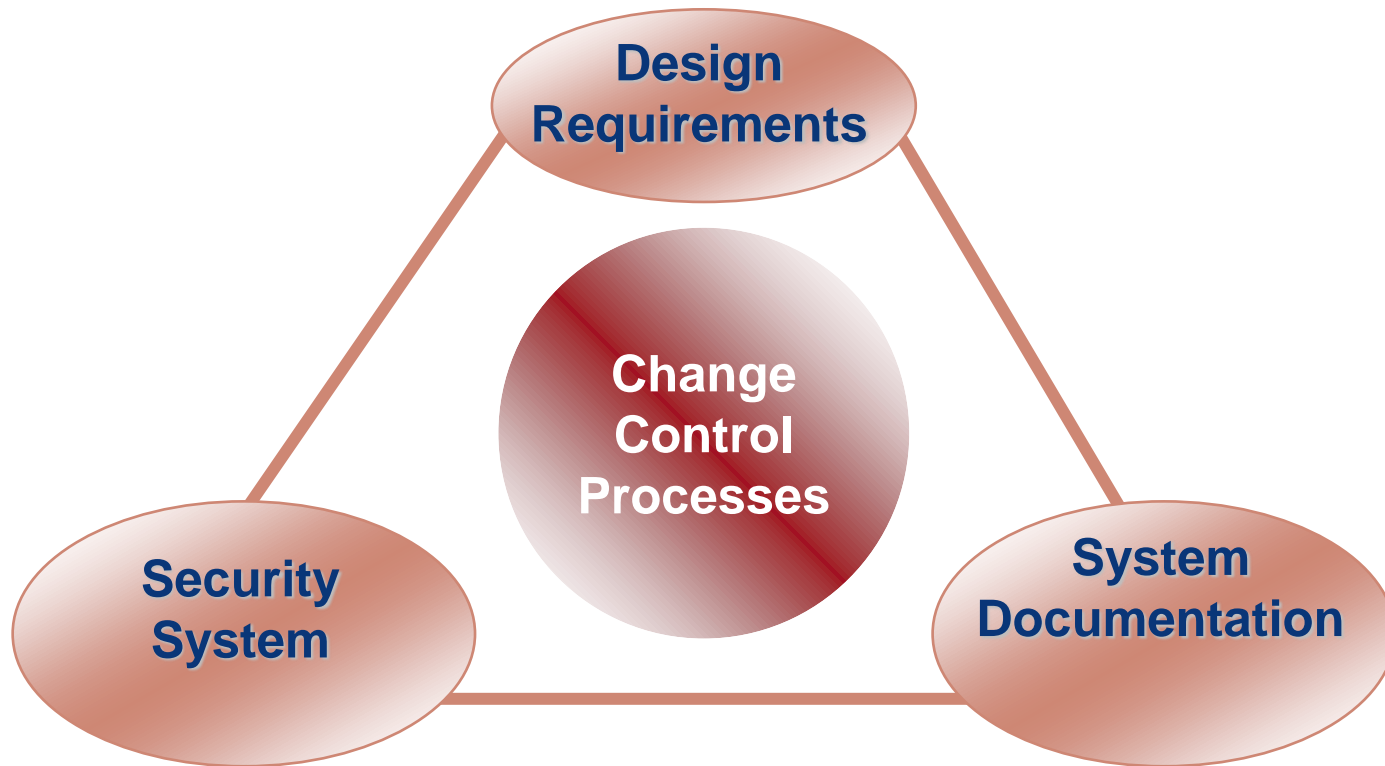 Design
Requirements
Change
Control
Processes
Security
System
System
Documentation